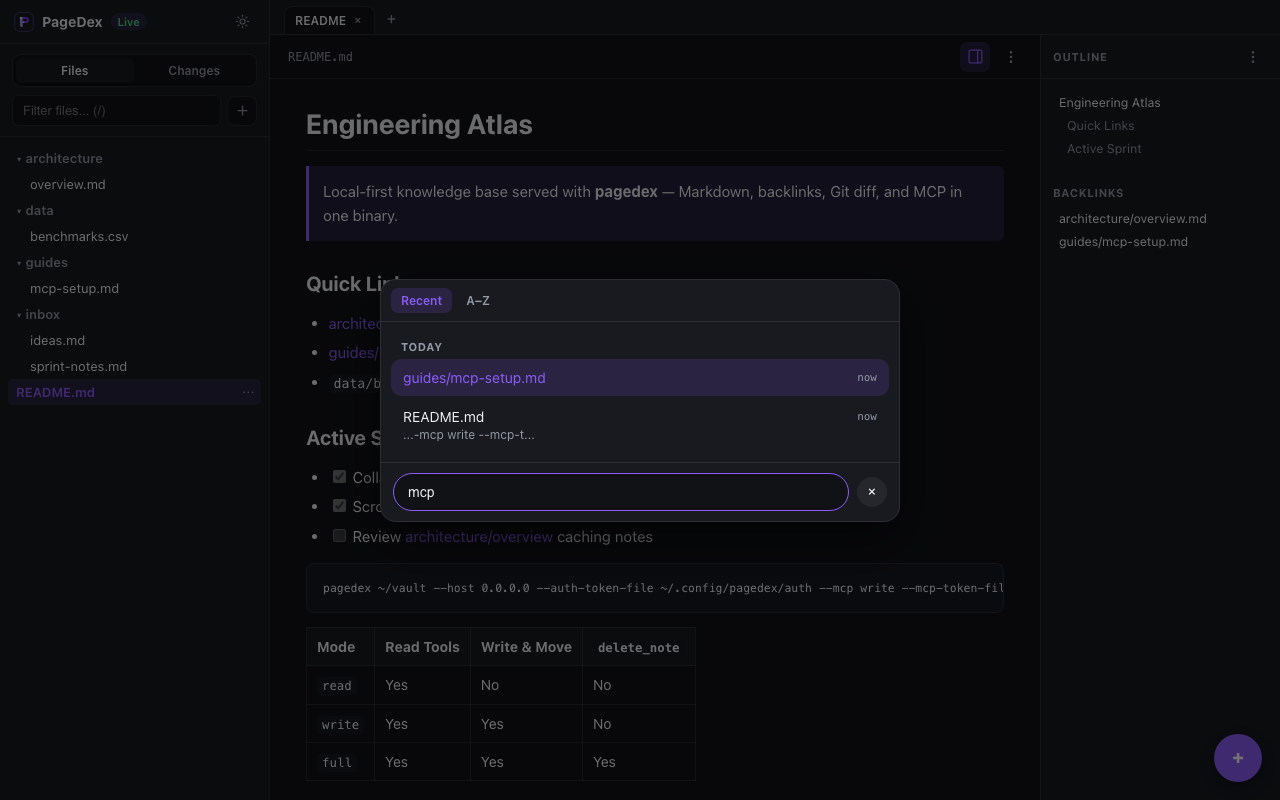 PageDex Live
Files Changes
Filter files... (/) +
architecture
overview.md
data
benchmarks.csv
guides
mcp-setup.md
inbox
ideas.md
sprint-notes.md
README.md ···
README × +
README.md
Engineering Atlas
Local-first knowledge base served with pagedex — Markdown, backlinks, Git diff, and MCP in
one binary.
Quick Lin
architec
guides/
data/b
Active S
Coll
Scro
Review architecture/overview caching notes
pagedex ~/vault --host 0.0.0.0 --auth-token-file ~/.config/pagedex/auth --mcp write --mcp-token-fil
Mode Read Tools Write & Move delete_note
read Yes No No
write Yes Yes No
full Yes Yes Yes
Recent A–Z
TODAY
guides/mcp-setup.md now
README.md now
...-mcp write --mcp-t...
mcp ×
OUTLINE
Engineering Atlas
Quick Links
Active Sprint
BACKLINKS
architecture/overview.md
guides/mcp-setup.md
+